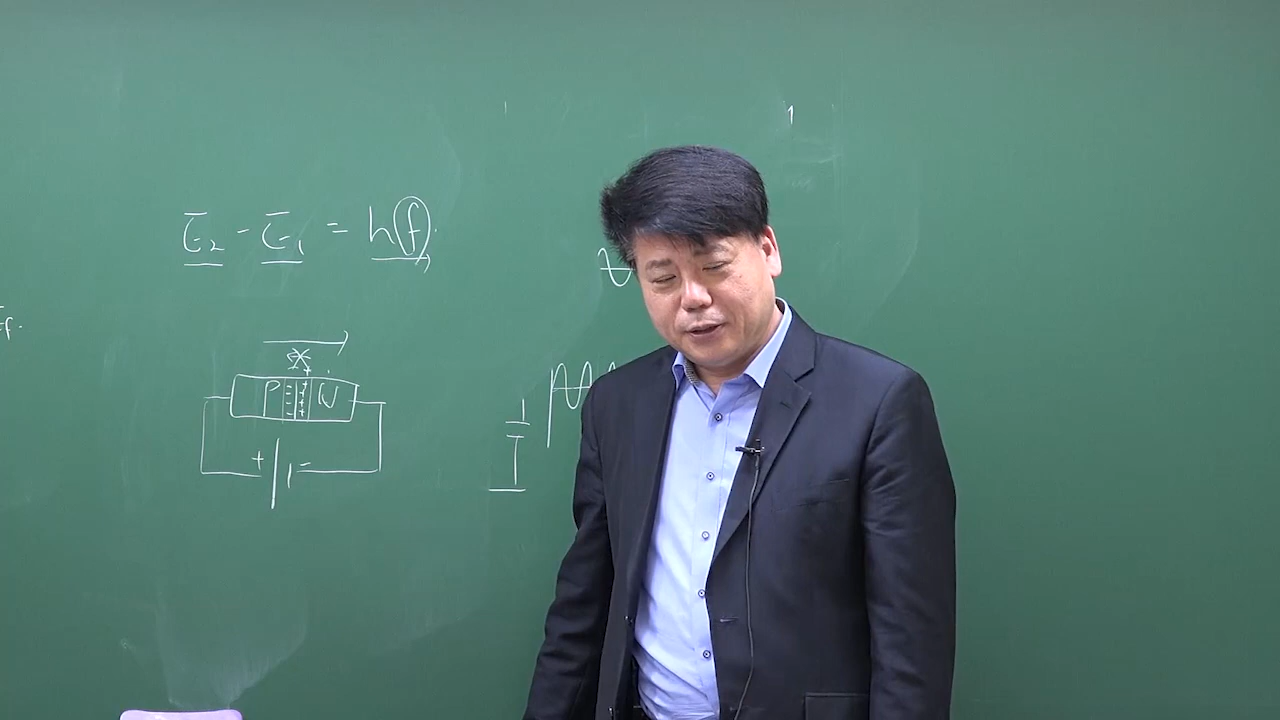 E₂ - E₁ = hf
P - + N
+ -